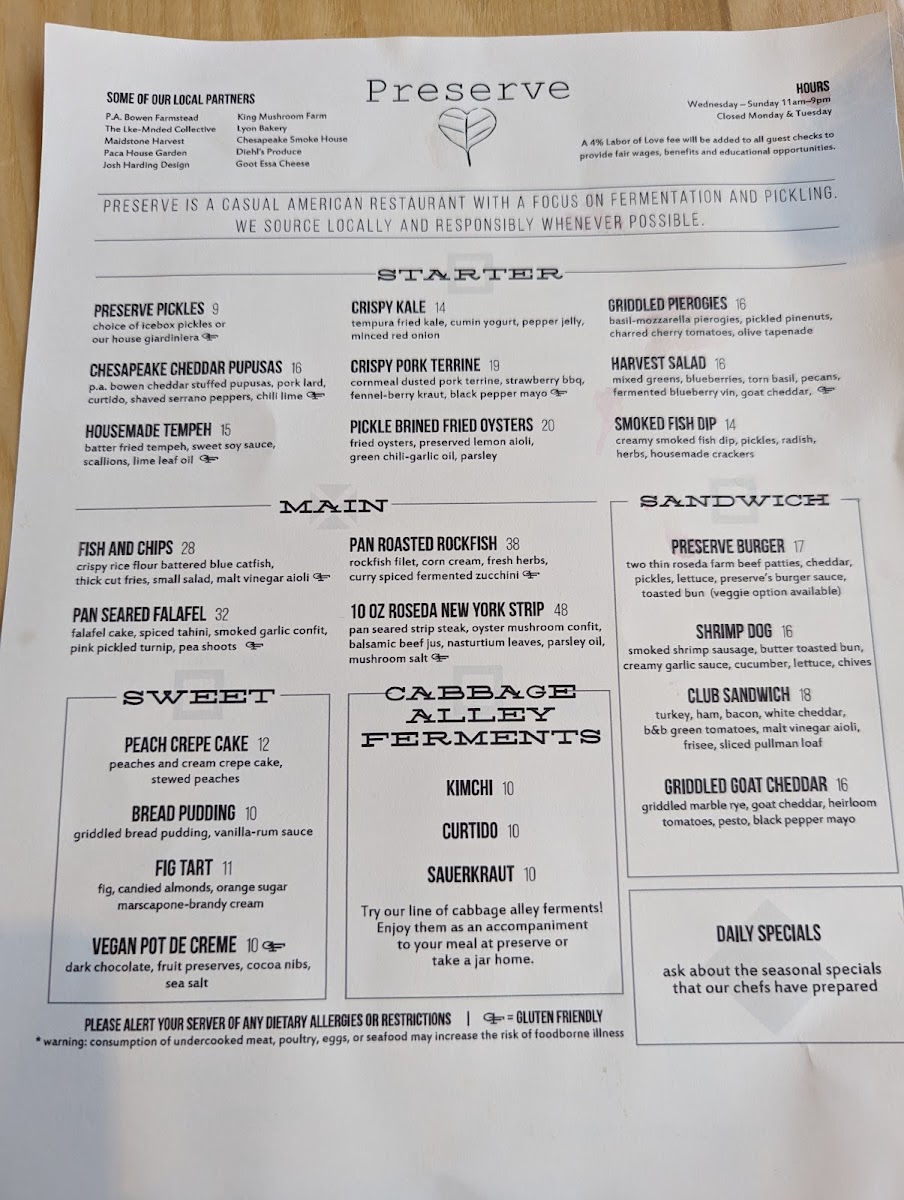 Preserve
SOME OF OUR LOCAL PARTNERS
P.A. Bowen Farmstead
The Lke-Mnded Collective
Maidstone Harvest
Paca House Garden
Josh Harding Design
King Mushroom Farm
Lyon Bakery
Chesapeake Smoke House
Diehl's Produce
Goot Essa Cheese
HOURS
Wednesday – Sunday 11am–9pm
Closed Monday & Tuesday
A 4% Labor of Love fee will be added to all guest checks to
provide fair wages, benefits and educational opportunities.
PRESERVE IS A CASUAL AMERICAN RESTAURANT WITH A FOCUS ON FERMENTATION AND PICKLING.
WE SOURCE LOCALLY AND RESPONSIBLY WHENEVER POSSIBLE.
STARTER
PRESERVE PICKLES 9
choice of icebox pickles or
our house giardiniera
CHESAPEAKE CHEDDAR PUPUSAS 16
p.a. bowen cheddar stuffed pupusas, pork lard,
curtido, shaved serrano peppers, chili lime
HOUSEMADE TEMPEH 15
batter fried tempeh, sweet soy sauce,
scallions, lime leaf oil
CRISPY KALE 14
tempura fried kale, cumin yogurt, pepper jelly,
minced red onion
CRISPY PORK TERRINE 19
cornmeal dusted pork terrine, strawberry bbq,
fennel-berry kraut, black pepper mayo
PICKLE BRINED FRIED OYSTERS 20
fried oysters, preserved lemon aioli,
green chili-garlic oil, parsley
GRIDDLED PIEROGIES 16
basil-mozzarella pierogies, pickled pinenuts,
charred cherry tomatoes, olive tapenade
HARVEST SALAD 16
mixed greens, blueberries, torn basil, pecans,
fermented blueberry vin, goat cheddar,
SMOKED FISH DIP 14
creamy smoked fish dip, pickles, radish,
herbs, housemade crackers
MAIN
FISH AND CHIPS 28
crispy rice flour battered blue catfish,
thick cut fries, small salad, malt vinegar aioli
PAN SEARED FALAFEL 32
falafel cake, spiced tahini, smoked garlic confit,
pink pickled turnip, pea shoots
PAN ROASTED ROCKFISH 38
rockfish filet, corn cream, fresh herbs,
curry spiced fermented zucchini
10 OZ ROSEDA NEW YORK STRIP 48
pan seared strip steak, oyster mushroom confit,
balsamic beef jus, nasturtium leaves, parsley oil,
mushroom salt
SANDWICH
PRESERVE BURGER 17
two thin roseda farm beef patties, cheddar,
pickles, lettuce, preserve's burger sauce,
toasted bun (veggie option available)
SHRIMP DOG 16
smoked shrimp sausage, butter toasted bun,
creamy garlic sauce, cucumber, lettuce, chives
CLUB SANDWICH 18
turkey, ham, bacon, white cheddar,
b&b green tomatoes, malt vinegar aioli,
frisee, sliced pullman loaf
GRIDDLED GOAT CHEDDAR 16
griddled marble rye, goat cheddar, heirloom
tomatoes, pesto, black pepper mayo
SWEET
PEACH CREPE CAKE 12
peaches and cream crepe cake,
stewed peaches
BREAD PUDDING 10
griddled bread pudding, vanilla-rum sauce
FIG TART 11
fig, candied almonds, orange sugar
marscapone-brandy cream
VEGAN POT DE CREME 10
dark chocolate, fruit preserves, cocoa nibs,
sea salt
CABBAGE
ALLEY
FERMENTS
KIMCHI 10
CURTIDO 10
SAUERKRAUT 10
Try our line of cabbage alley ferments!
Enjoy them as an accompaniment
to your meal at preserve or
take a jar home.
DAILY SPECIALS
ask about the seasonal specials
that our chefs have prepared
PLEASE ALERT YOUR SERVER OF ANY DIETARY ALLERGIES OR RESTRICTIONS | = GLUTEN FRIENDLY
* warning: consumption of undercooked meat, poultry, eggs, or seafood may increase the risk of foodborne illness